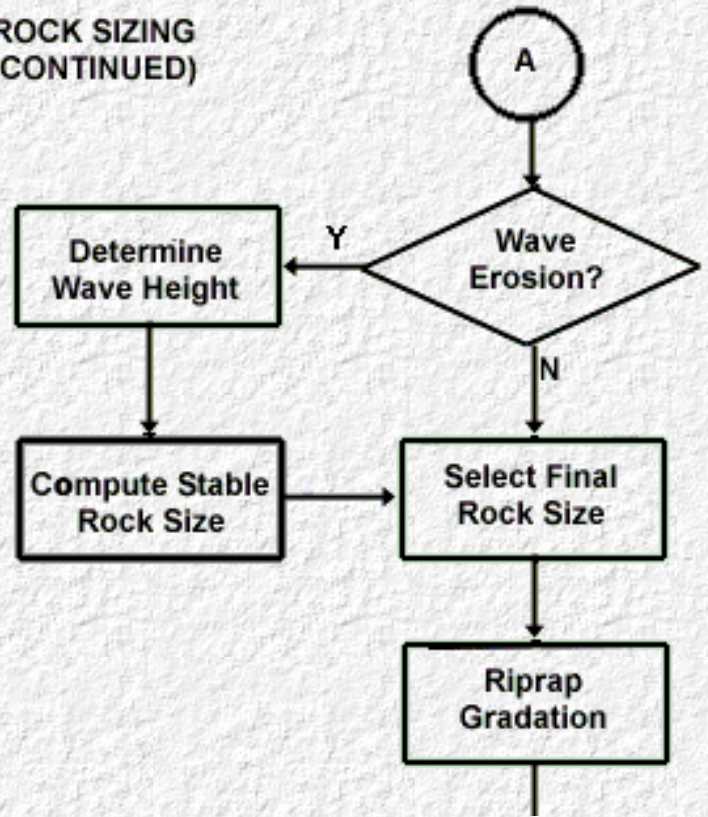 ROCK SIZING
(CONTINUED)
A
Wave
Erosion?
Y
Determine
Wave Height
N
Compute Stable
Rock Size
Select Final
Rock Size
Riprap
Gradation